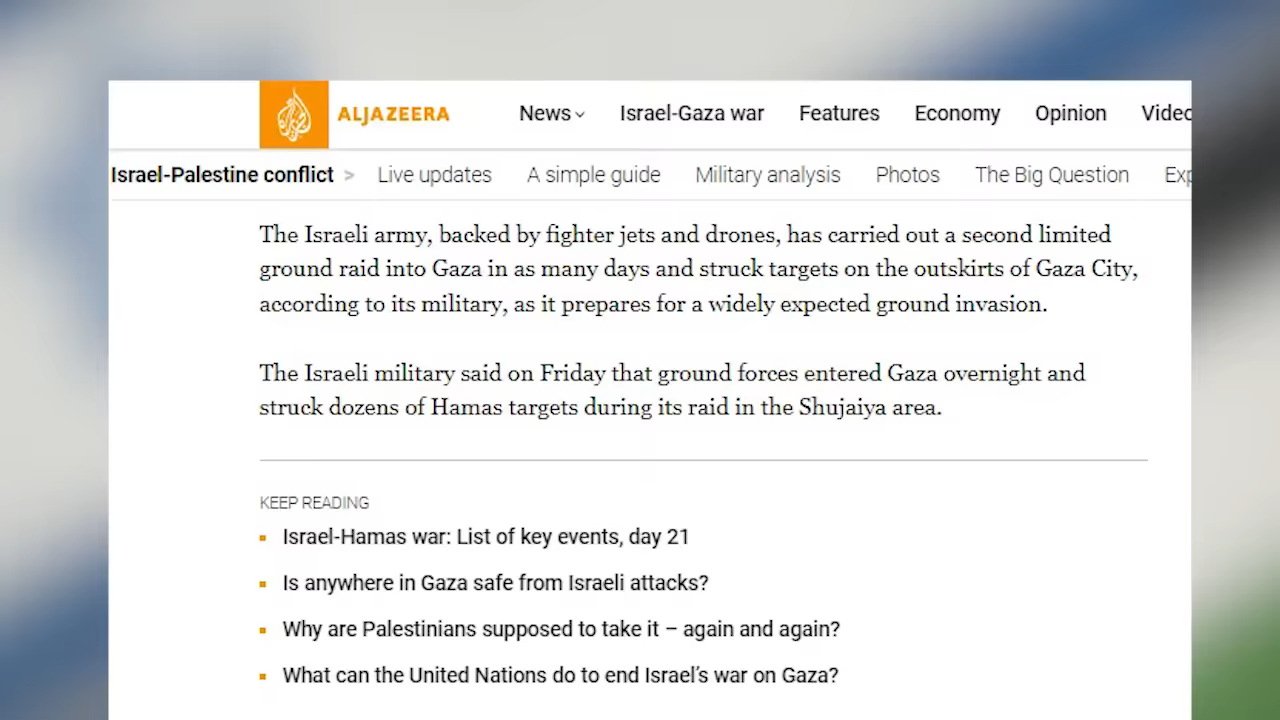 ALJAZEERA
News Israel-Gaza war Features Economy Opinion Video
Israel-Palestine conflict > Live updates A simple guide Military analysis Photos The Big Question Exp
The Israeli army, backed by fighter jets and drones, has carried out a second limited
ground raid into Gaza in as many days and struck targets on the outskirts of Gaza City,
according to its military, as it prepares for a widely expected ground invasion.
The Israeli military said on Friday that ground forces entered Gaza overnight and
struck dozens of Hamas targets during its raid in the Shujaiya area.
KEEP READING
Israel-Hamas war: List of key events, day 21
Is anywhere in Gaza safe from Israeli attacks?
Why are Palestinians supposed to take it – again and again?
What can the United Nations do to end Israel's war on Gaza?